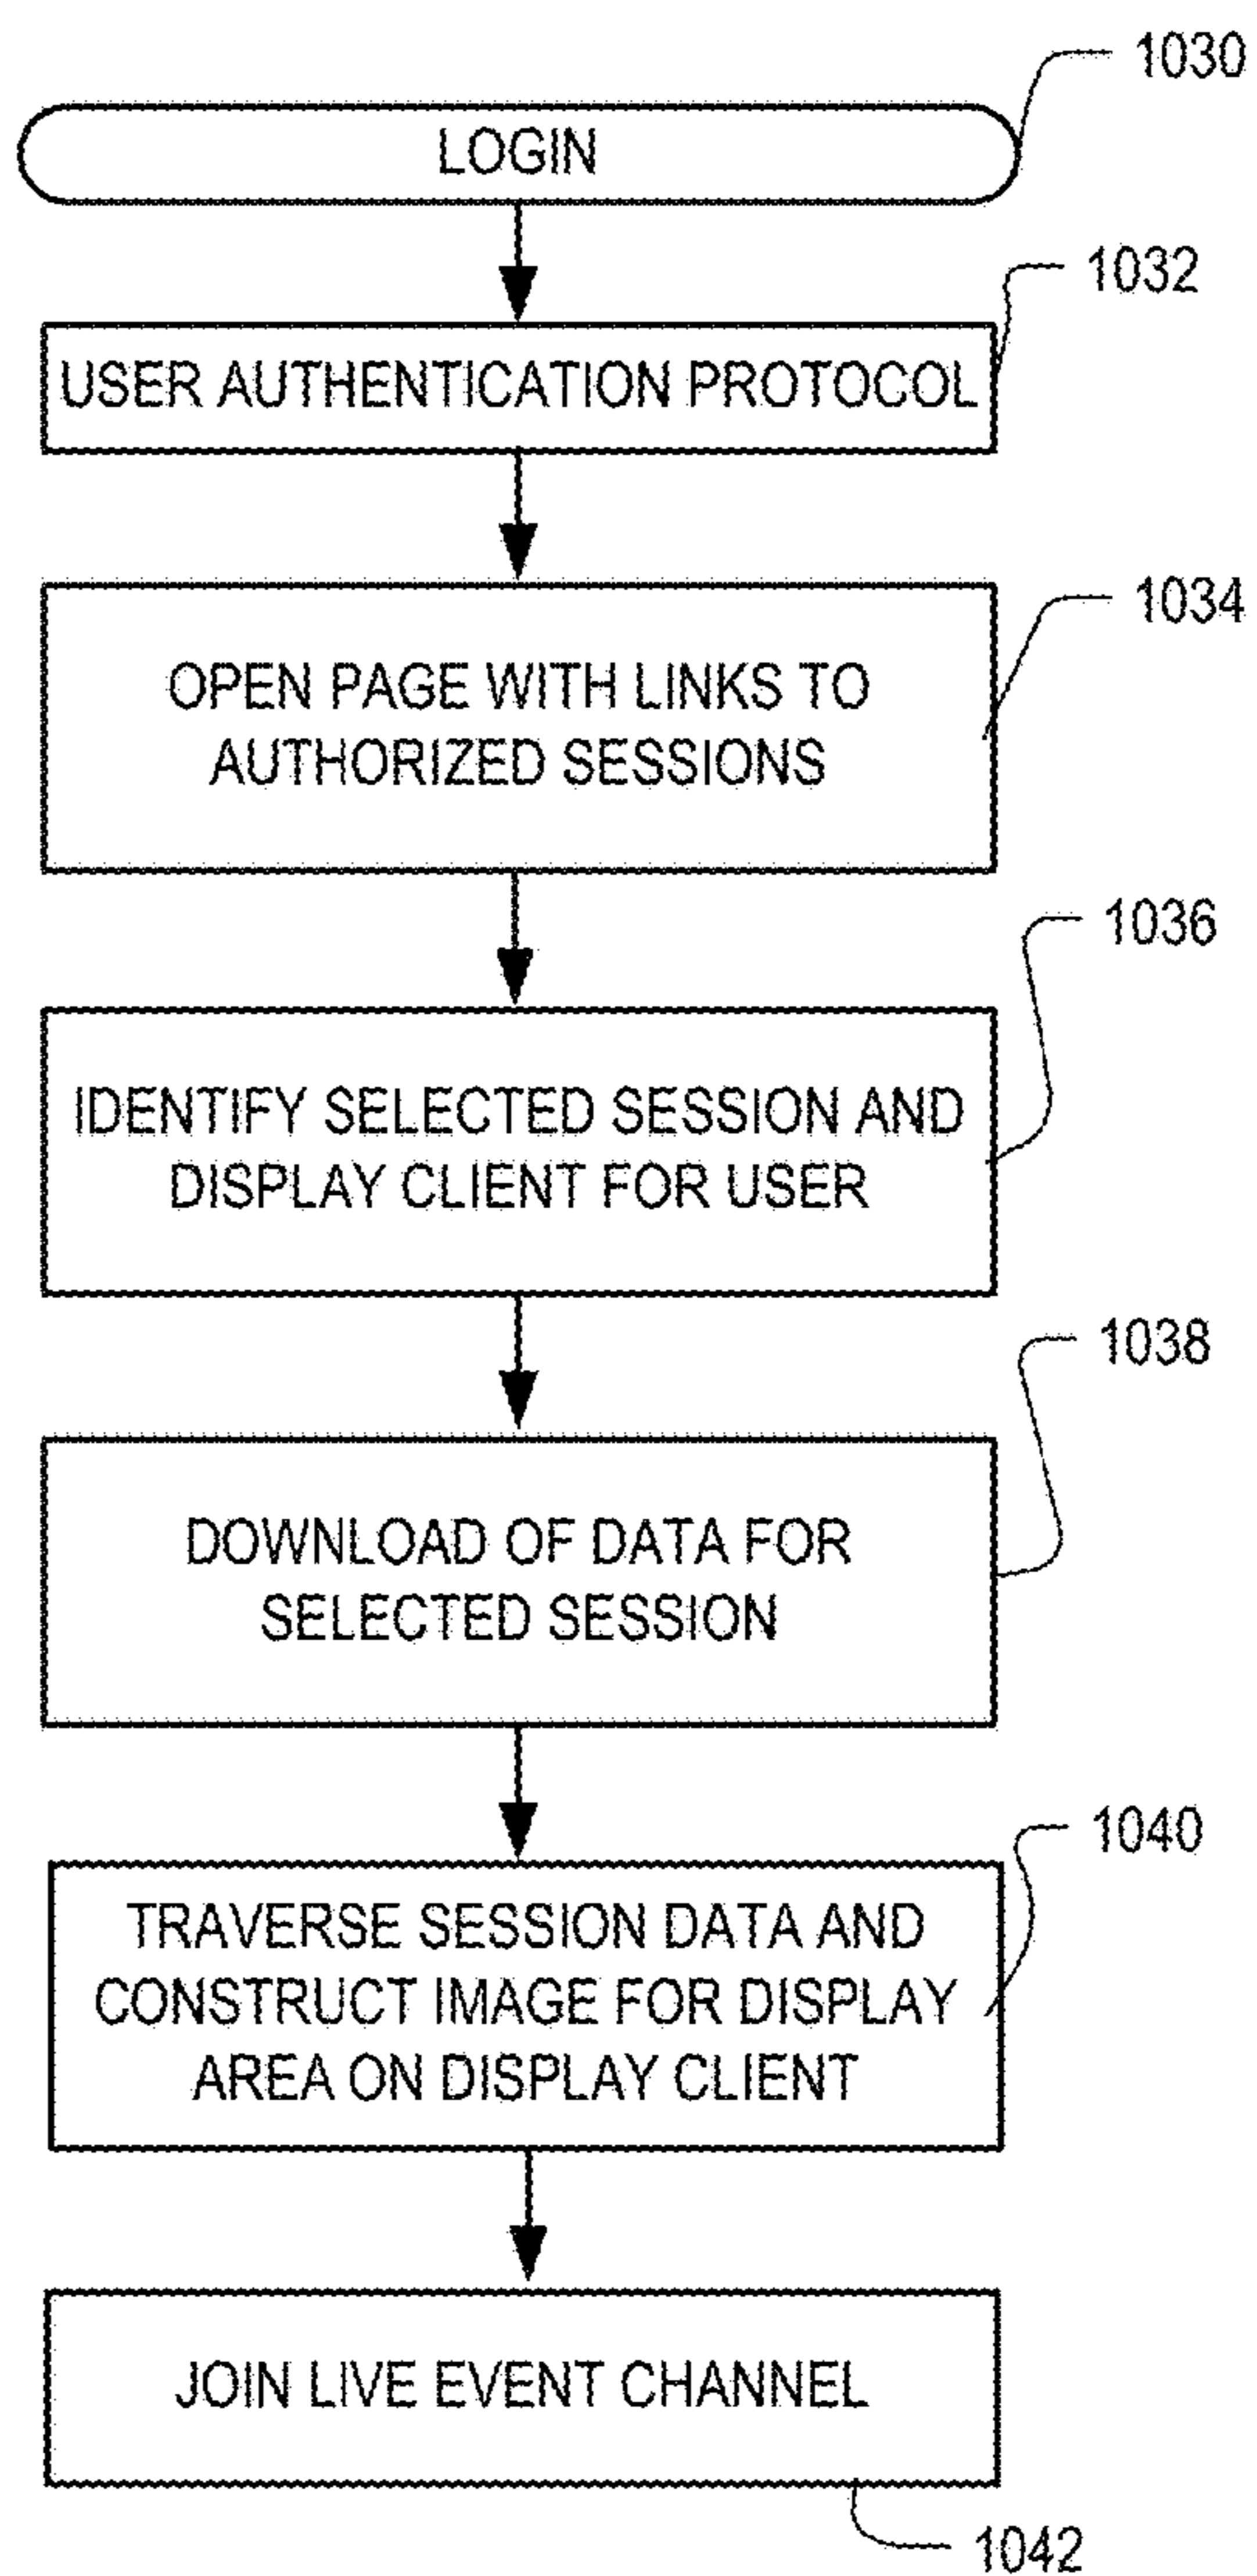 1030
LOGIN
1032
USER AUTHENTICATION PROTOCOL
1034
OPEN PAGE WITH LINKS TO
AUTHORIZED SESSIONS
1036
IDENTIFY SELECTED SESSION AND
DISPLAY CLIENT FOR USER
1038
DOWNLOAD OF DATA FOR
SELECTED SESSION
1040
TRAVERSE SESSION DATA AND
CONSTRUCT IMAGE FOR DISPLAY
AREA ON DISPLAY CLIENT
JOIN LIVE EVENT CHANNEL
1042